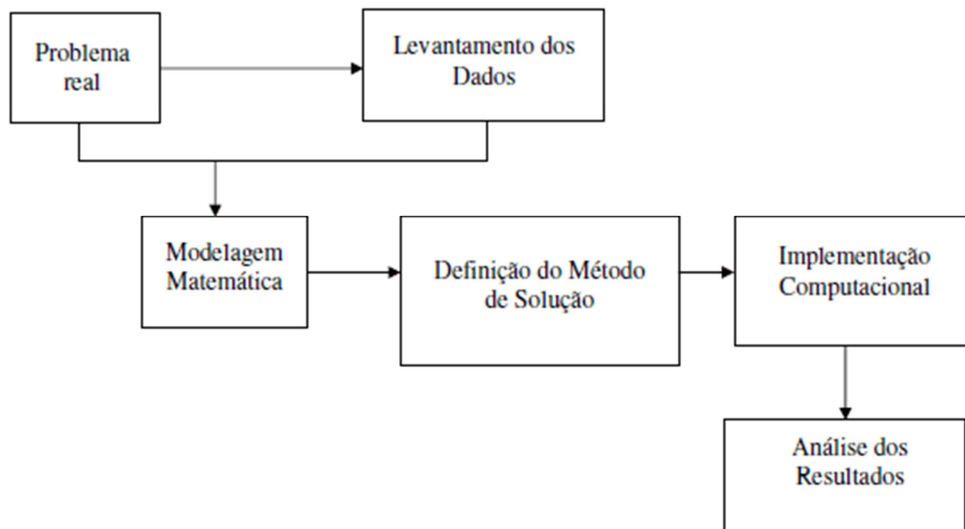 Problema
real
Levantamento dos
Dados
Modelagem
Matemática
Definição do Método
de Solução
Implementação
Computacional
Análise dos
Resultados